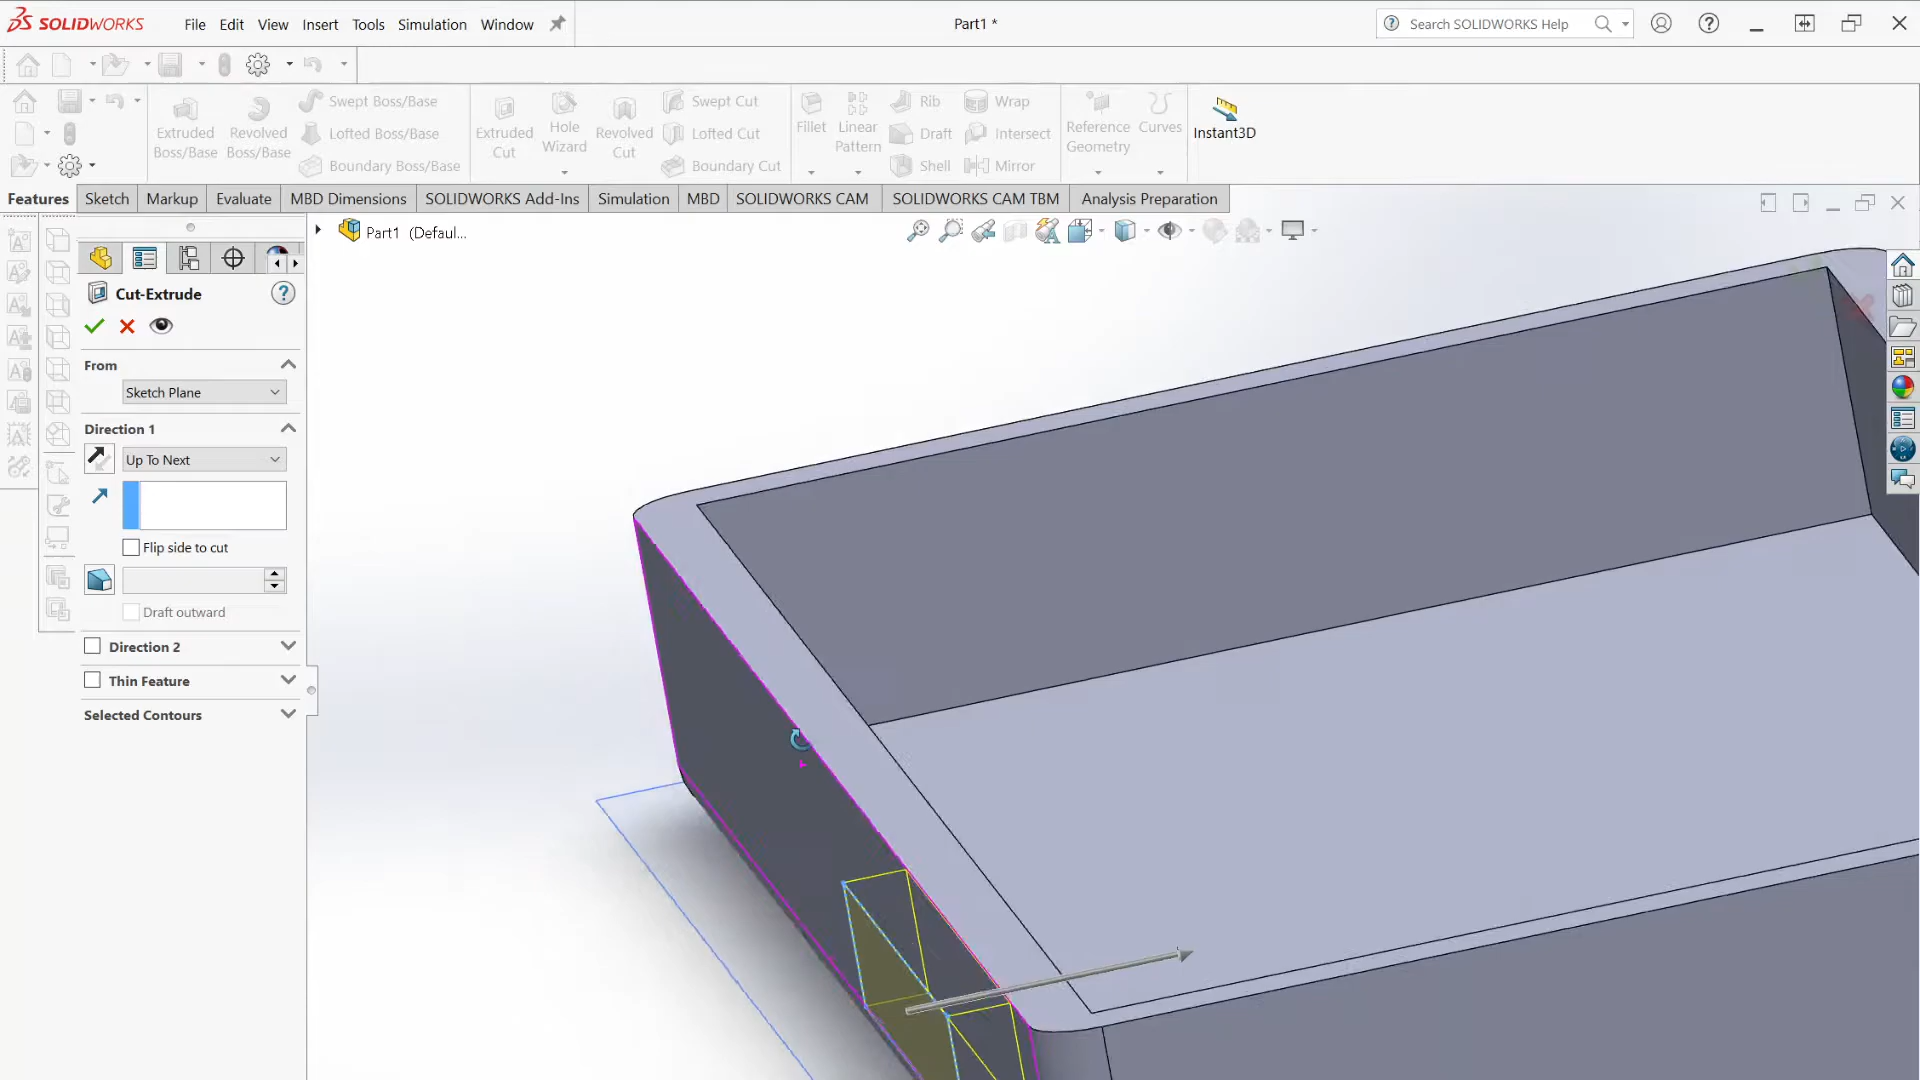 SOLIDWORKS File Edit View Insert Tools Simulation Window Part1 * Search SOLIDWORKS Help
Extruded Boss/Base
Revolved Boss/Base
Swept Boss/Base
Lofted Boss/Base
Boundary Boss/Base
Extruded Cut
Hole Wizard
Revolved Cut
Swept Cut
Lofted Cut
Boundary Cut
Fillet
Linear Pattern
Rib
Draft
Shell
Wrap
Intersect
Mirror
Reference Geometry
Curves
Instant3D
Features Sketch Markup Evaluate MBD Dimensions SOLIDWORKS Add-Ins Simulation MBD SOLIDWORKS CAM SOLIDWORKS CAM TBM Analysis Preparation
Part1 (Defaul...
Cut-Extrude
From
Sketch Plane
Direction 1
Up To Next
Flip side to cut
Draft outward
Direction 2
Thin Feature
Selected Contours